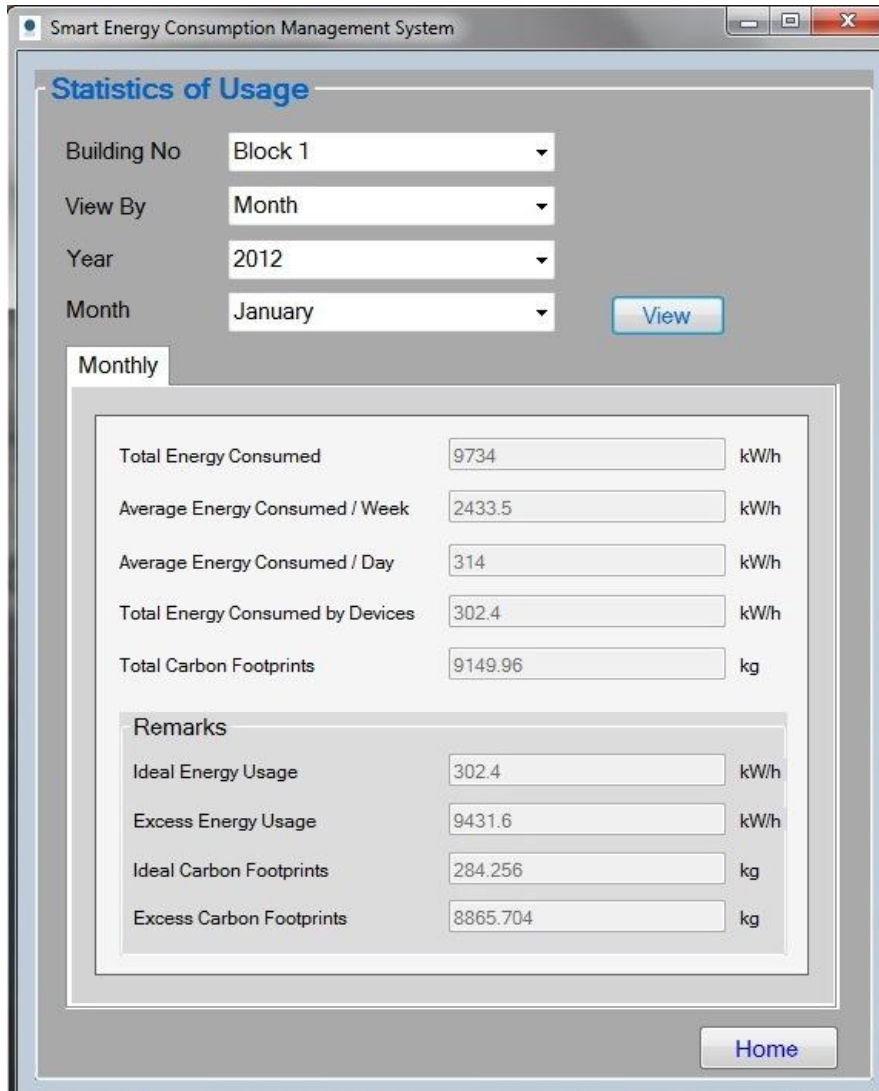 Smart Energy Consumption Management System
Statistics of Usage
Building No Block 1
View By Month
Year 2012
Month January View
Monthly
Total Energy Consumed 9734 kW/h
Average Energy Consumed / Week 2433.5 kW/h
Average Energy Consumed / Day 314 kW/h
Total Energy Consumed by Devices 302.4 kW/h
Total Carbon Footprints 9149.96 kg
Remarks
Ideal Energy Usage 302.4 kW/h
Excess Energy Usage 9431.6 kW/h
Ideal Carbon Footprints 284.256 kg
Excess Carbon Footprints 8865.704 kg
Home